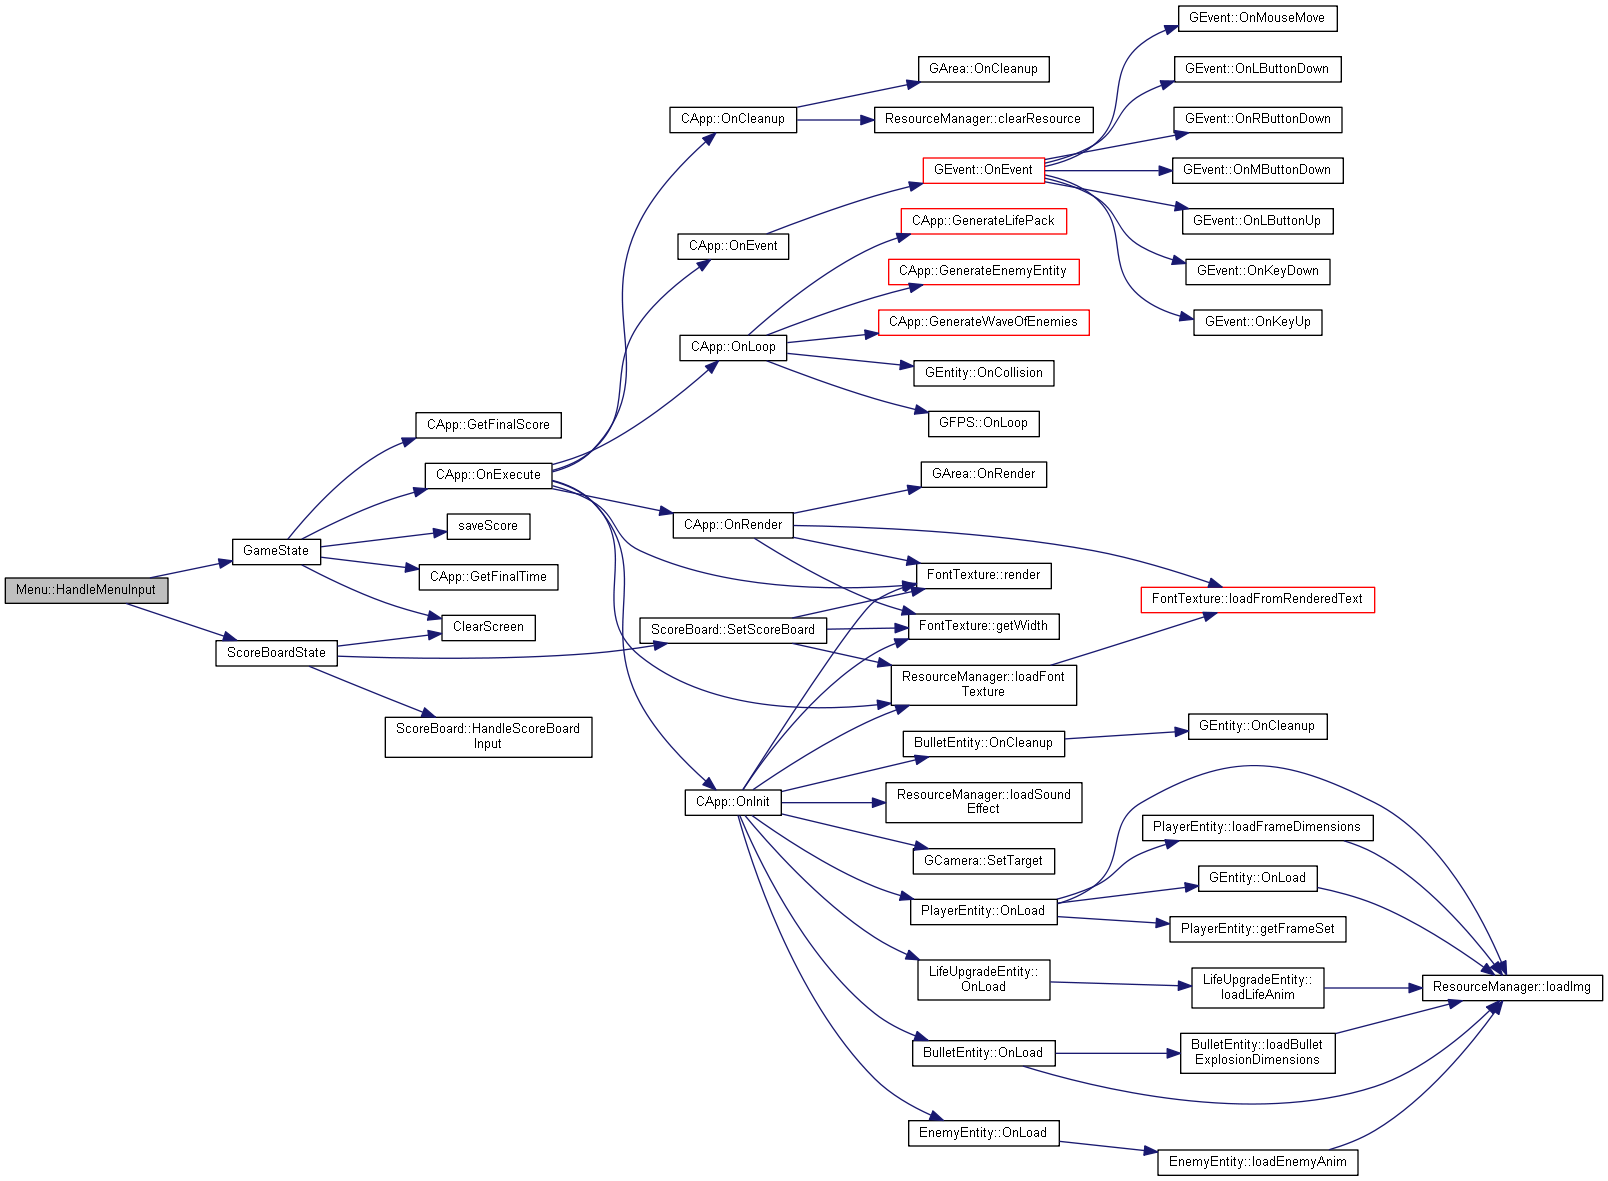 GEvent::OnMouseMove
GEvent::OnLButtonDown
GEvent::OnRButtonDown
GEvent::OnMButtonDown
GEvent::OnLButtonUp
GEvent::OnKeyDown
GEvent::OnKeyUp
GArea::OnCleanup
CApp::OnCleanup
ResourceManager::clearResource
GEvent::OnEvent
CApp::GenerateLifePack
CApp::OnEvent
CApp::GenerateEnemyEntity
CApp::GenerateWaveOfEnemies
CApp::OnLoop
GEntity::OnCollision
GFPS::OnLoop
CApp::GetFinalScore
CApp::OnExecute
saveScore
CApp::GetFinalTime
ClearScreen
GameState
Menu::HandleMenuInput
ScoreBoardState
ScoreBoard::HandleScoreBoard
Input
GArea::OnRender
CApp::OnRender
FontTexture::render
FontTexture::getWidth
FontTexture::loadFromRenderedText
ScoreBoard::SetScoreBoard
ResourceManager::loadFont
Texture
BulletEntity::OnCleanup
GEntity::OnCleanup
CApp::OnInit
ResourceManager::loadSound
Effect
GCamera::SetTarget
PlayerEntity::OnLoad
PlayerEntity::loadFrameDimensions
GEntity::OnLoad
PlayerEntity::getFrameSet
LifeUpgradeEntity::
OnLoad
LifeUpgradeEntity::
loadLifeAnim
ResourceManager::loadImg
BulletEntity::OnLoad
BulletEntity::loadBullet
ExplosionDimensions
EnemyEntity::OnLoad
EnemyEntity::loadEnemyAnim